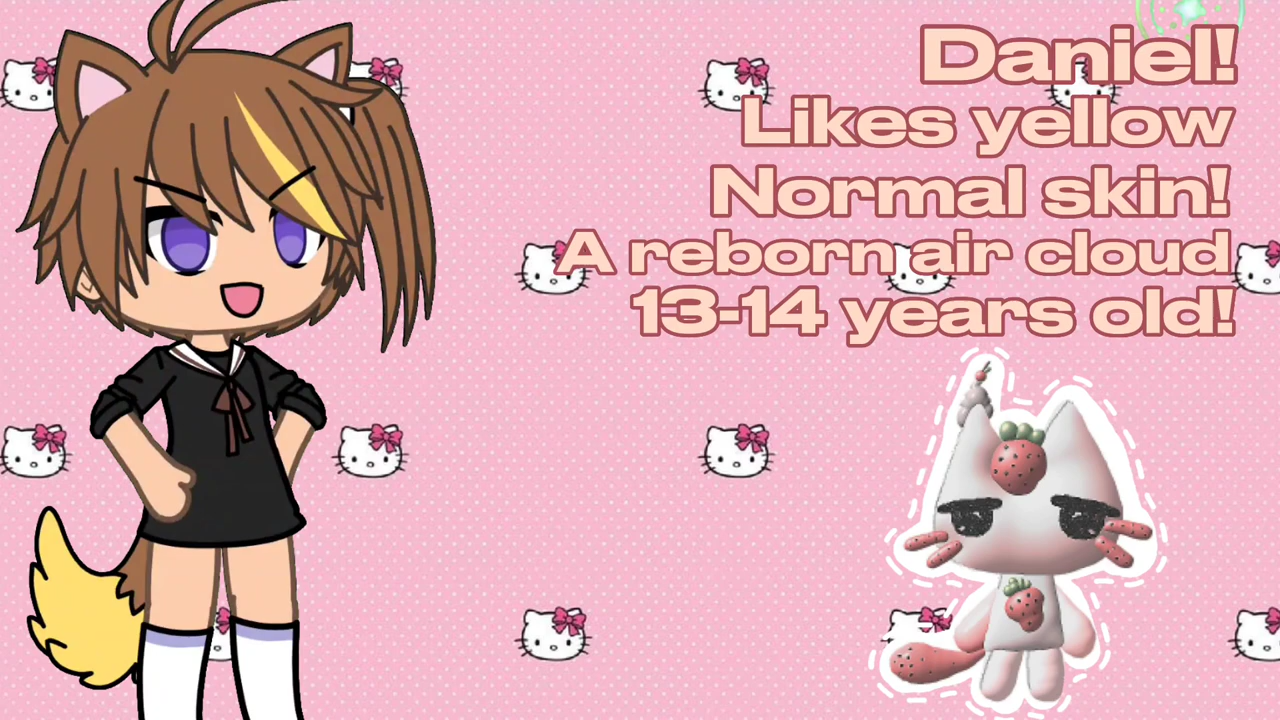 Daniel!
Likes yellow
Normal skin!
A reborn air cloud
13-14 years old!